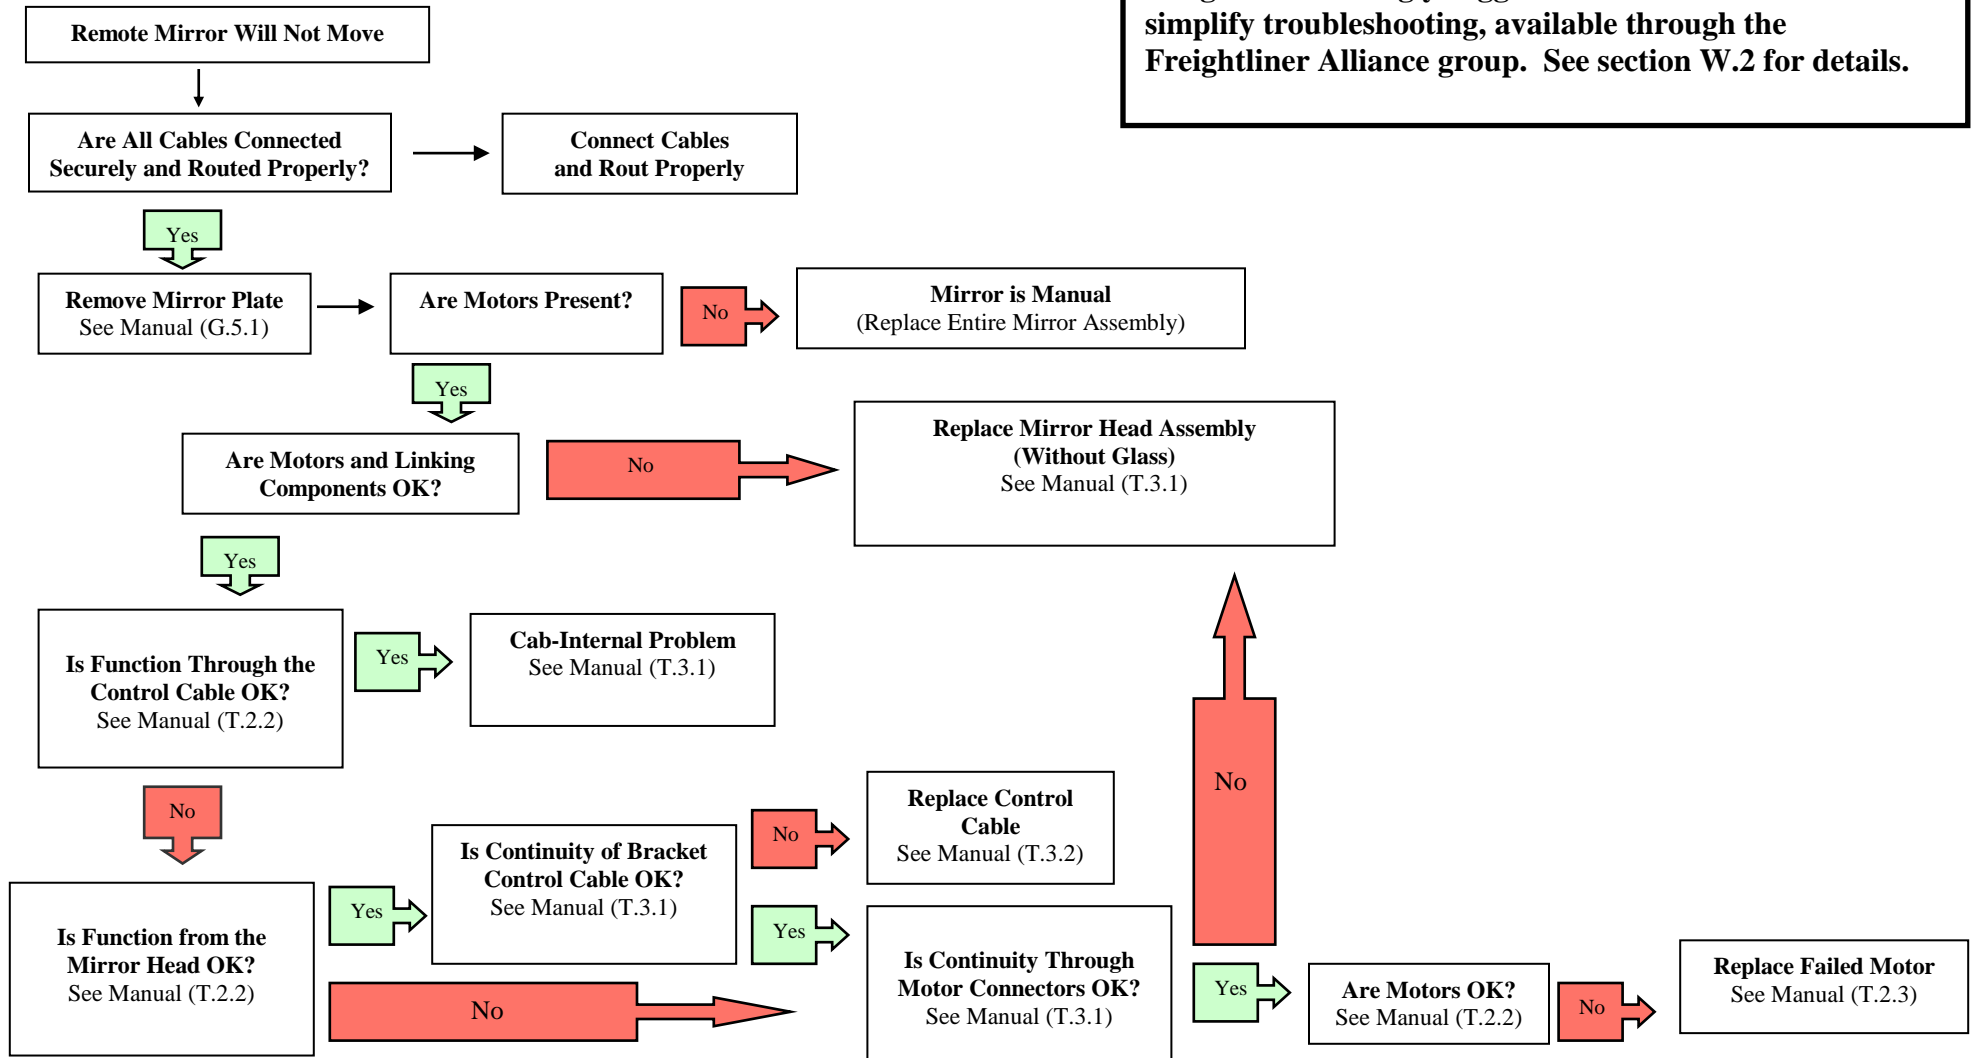 simplify troubleshooting, available through the
Freightliner Alliance group. See section W.2 for details.
Remote Mirror Will Not Move
Are All Cables Connected
Securely and Routed Properly?
Connect Cables
and Rout Properly
Yes
Remove Mirror Plate
See Manual (G.5.1)
Are Motors Present?
No
Mirror is Manual
(Replace Entire Mirror Assembly)
Yes
Are Motors and Linking
Components OK?
No
Replace Mirror Head Assembly
(Without Glass)
See Manual (T.3.1)
Yes
Is Function Through the
Control Cable OK?
See Manual (T.2.2)
Yes
Cab-Internal Problem
See Manual (T.3.1)
No
Is Function from the
Mirror Head OK?
See Manual (T.2.2)
Yes
Is Continuity of Bracket
Control Cable OK?
See Manual (T.3.1)
No
Replace Control
Cable
See Manual (T.3.2)
Yes
No
Is Continuity Through
Motor Connectors OK?
See Manual (T.3.1)
No
Yes
Are Motors OK?
See Manual (T.2.2)
No
Replace Failed Motor
See Manual (T.2.3)